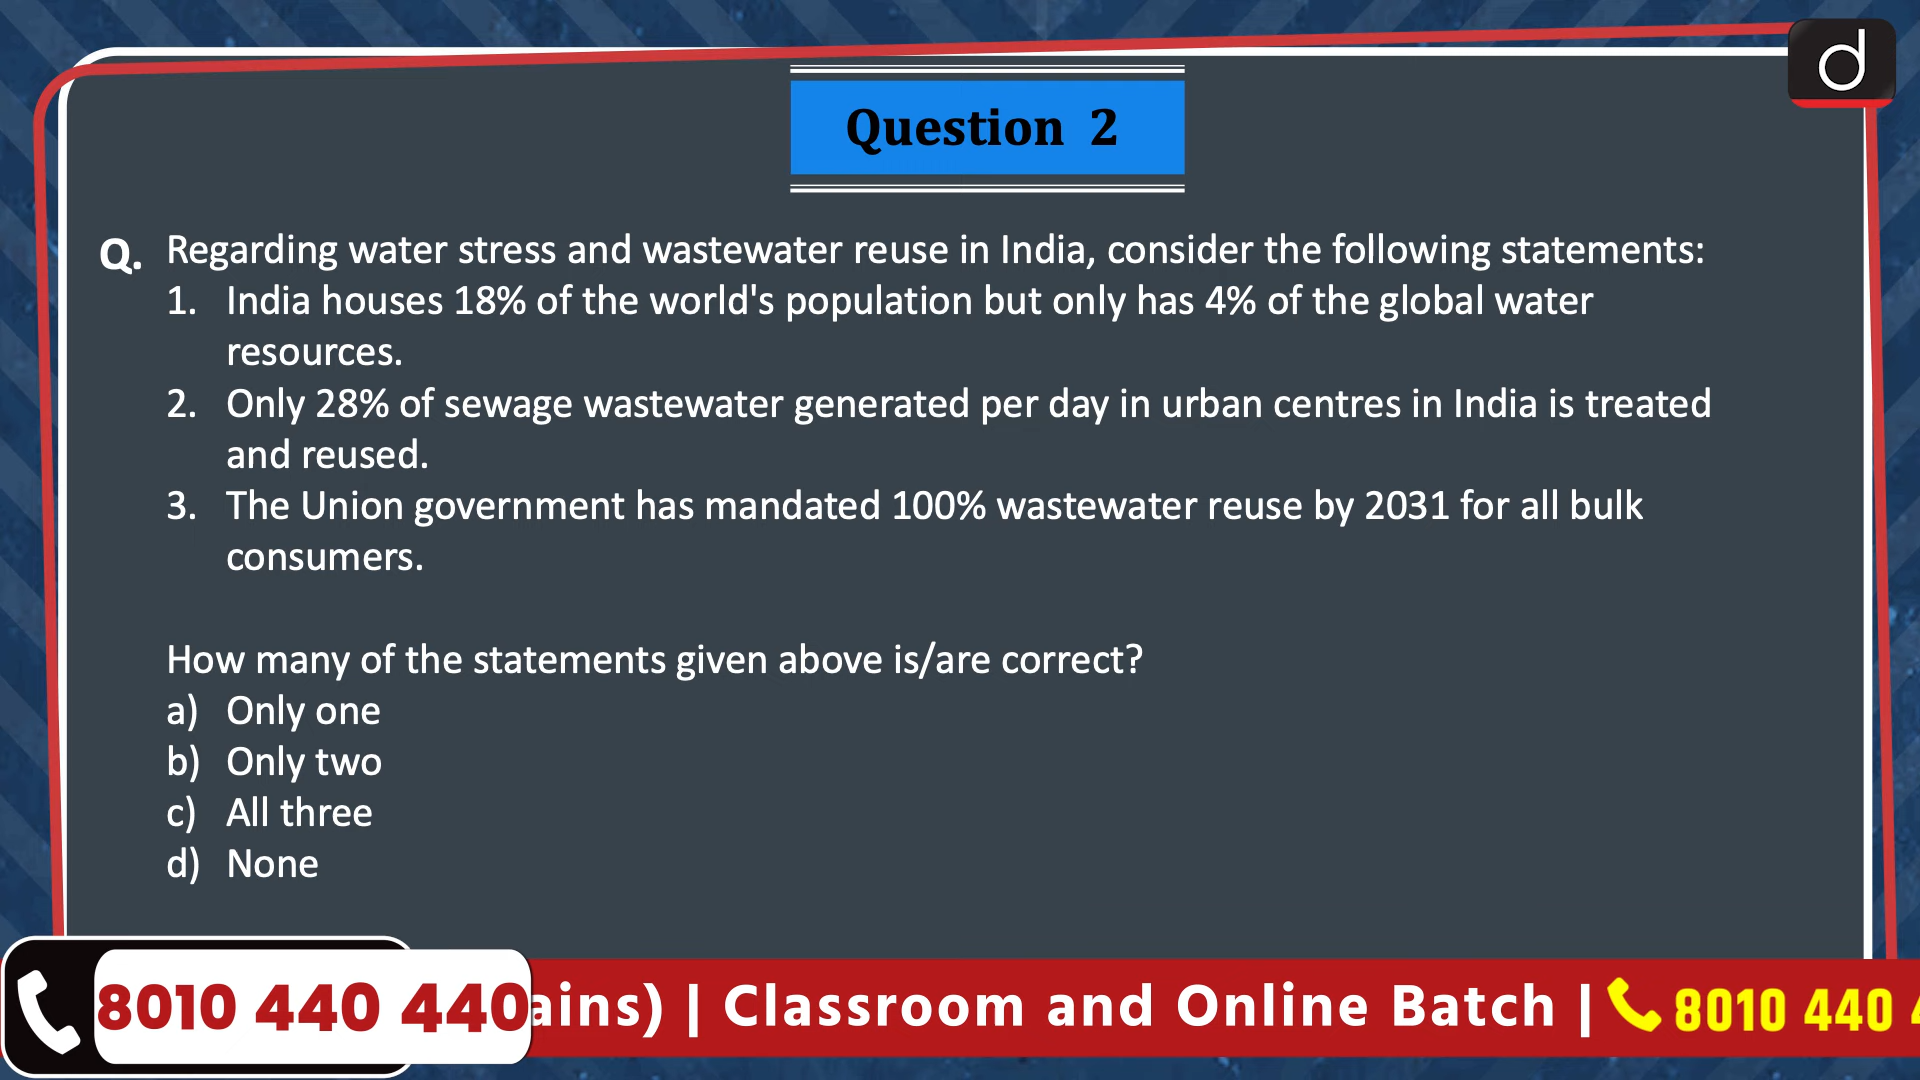 d
Question 2
Q. Regarding water stress and wastewater reuse in India, consider the following statements:
1. India houses 18% of the world's population but only has 4% of the global water
resources.
2. Only 28% of sewage wastewater generated per day in urban centres in India is treated
and reused.
3. The Union government has mandated 100% wastewater reuse by 2031 for all bulk
consumers.
How many of the statements given above is/are correct?
a) Only one
b) Only two
c) All three
d) None
8010 440 440 ains) | Classroom and Online Batch | 8010 440